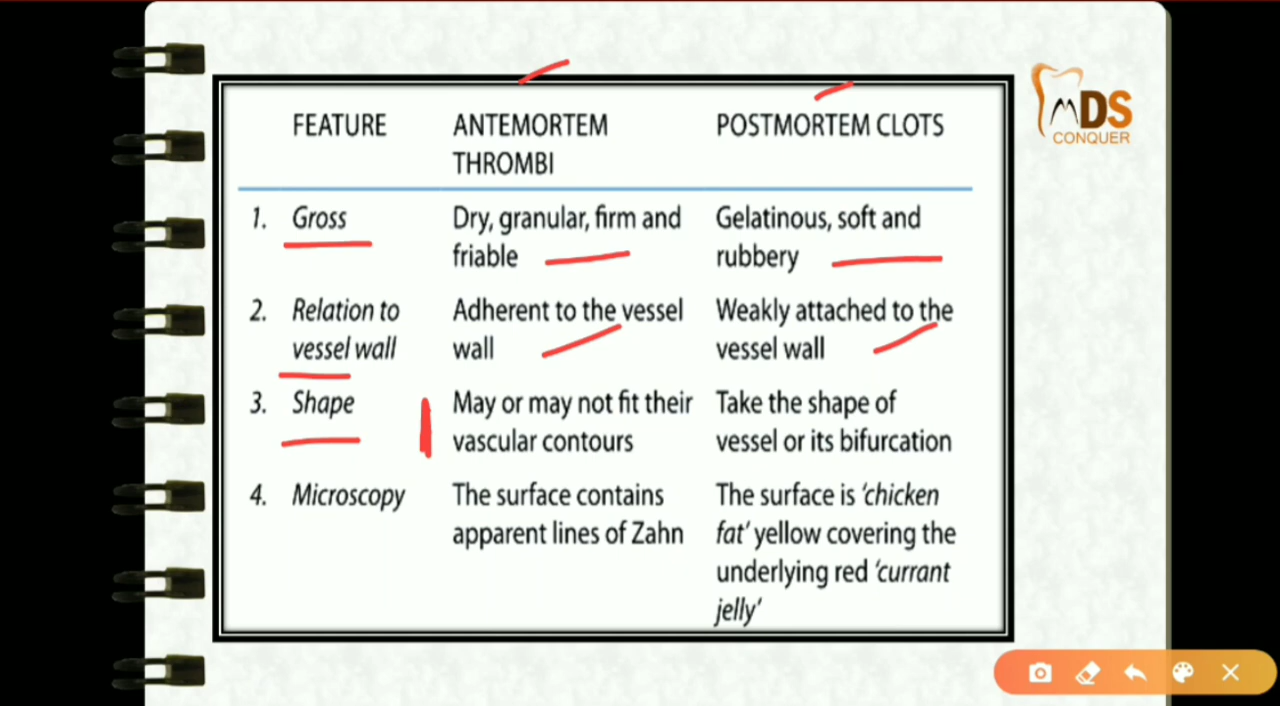 FEATURE ANTEMORTEM THROMBI POSTMORTEM CLOTS
1. Gross Dry, granular, firm and friable Gelatinous, soft and rubbery
2. Relation to vessel wall Adherent to the vessel wall Weakly attached to the vessel wall
3. Shape May or may not fit their vascular contours Take the shape of vessel or its bifurcation
4. Microscopy The surface contains apparent lines of Zahn The surface is ‘chicken fat’ yellow covering the underlying red ‘currant jelly’
MDS
CONQUER